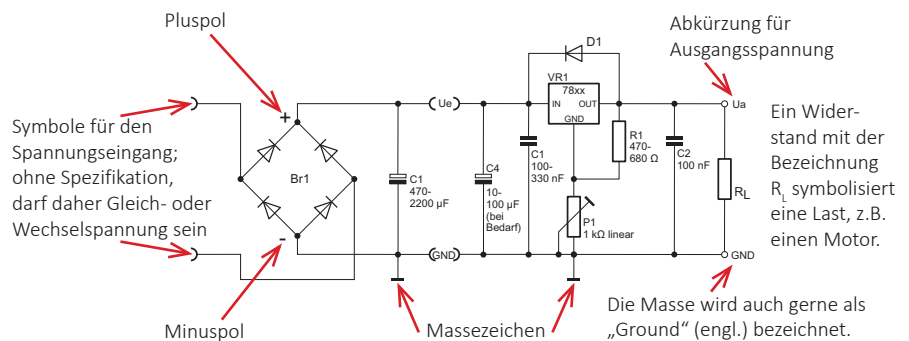 Pluspol
Abkürzung für
Ausgangsspannung
Symbole für den
Spannungseingang;
ohne Spezifikation,
darf daher Gleich- oder
Wechselspannung sein
+
Br1
-
Minuspol
C1
470-
2200 µF
Ue
GND
C4
10-
100 µF
(bei
Bedarf)
C1
100-
330 nF
D1
VR1
78xx
IN
OUT
GND
R1
470-
680 Ω
P1
1 kΩ linear
C2
100 nF
Ua
RL
GND
Ein Wider-
stand mit der
Bezeichnung
RL symbolisiert
eine Last, z.B.
einen Motor.
Massezeichen
Die Masse wird auch gerne als
„Ground“ (engl.) bezeichnet.